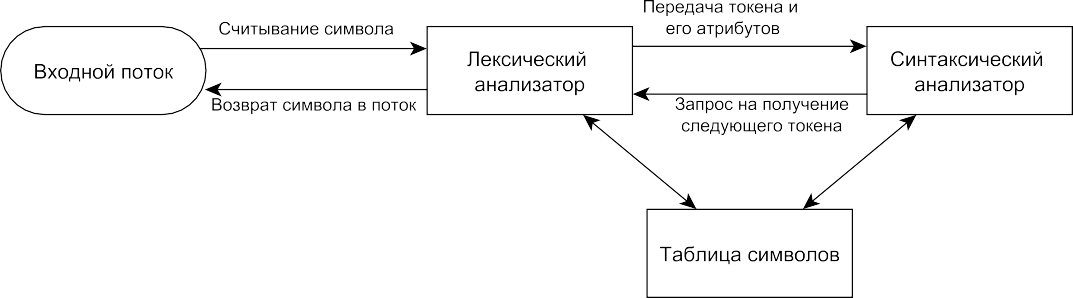 Входной поток
Считывание символа
Возврат символа в поток
Лексический
анализатор
Передача токена и
его атрибутов
Запрос на получение
следующего токена
Синтаксический
анализатор
Таблица символов